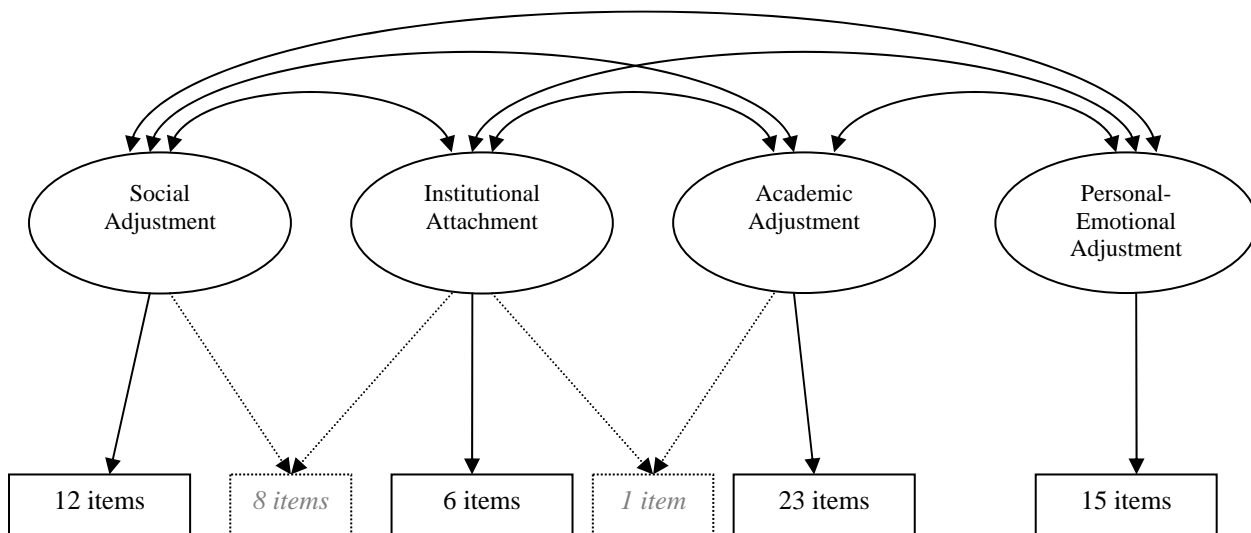 Social
Adjustment
Institutional
Attachment
Academic
Adjustment
Personal-
Emotional
Adjustment
12 items
8 items
6 items
1 item
23 items
15 items